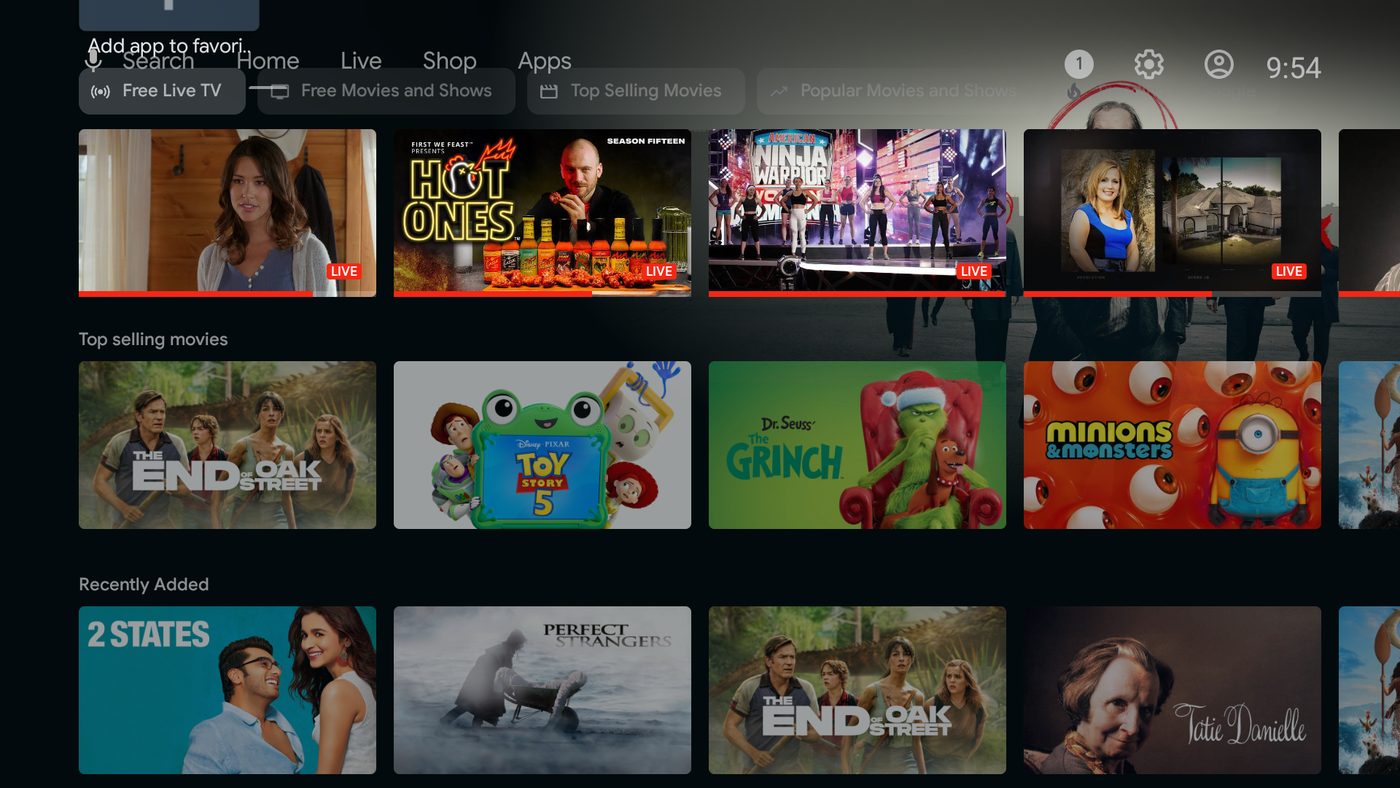 Add app to favori..
Search Home Live Shop Apps
1
9:54
Free Live TV
Free Movies and Shows
Top Selling Movies
Popular Movies and Shows
FIRST WE FEAST
PRESENTS
HOT
ONES
SEASON FIFTEEN
AMERICAN
NINJA
WARRIOR
LIVE
LIVE
LIVE
LIVE
Top selling movies
THE END OF OAK STREET
Disney PIXAR
TOY
STORY
5
Dr. Seuss'
The
GRINCH
MINIONS
&MONSTERS
Recently Added
2 STATES
PERFECT
STRANGERS
THE END OF OAK STREET
Tatie Danielle